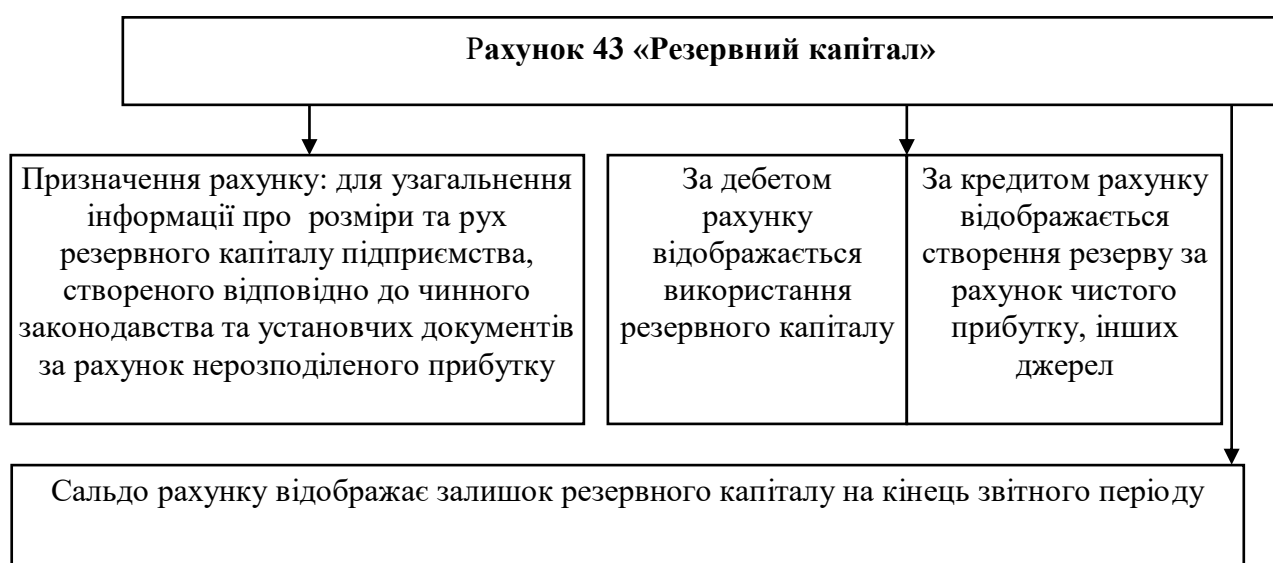 Рахунок 43 «Резервний капітал»
Призначення рахунку: для узагальнення
інформації про розміри та рух
резервного капіталу підприємства,
створеного відповідно до чинного
законодавства та установчих документів
за рахунок нерозподіленого прибутку
За дебетом
рахунку
відображається
використання
резервного капіталу
За кредитом рахунку
відображається
створення резерву за
рахунок чистого
прибутку, інших
джерел
Сальдо рахунку відображає залишок резервного капіталу на кінець звітного періоду